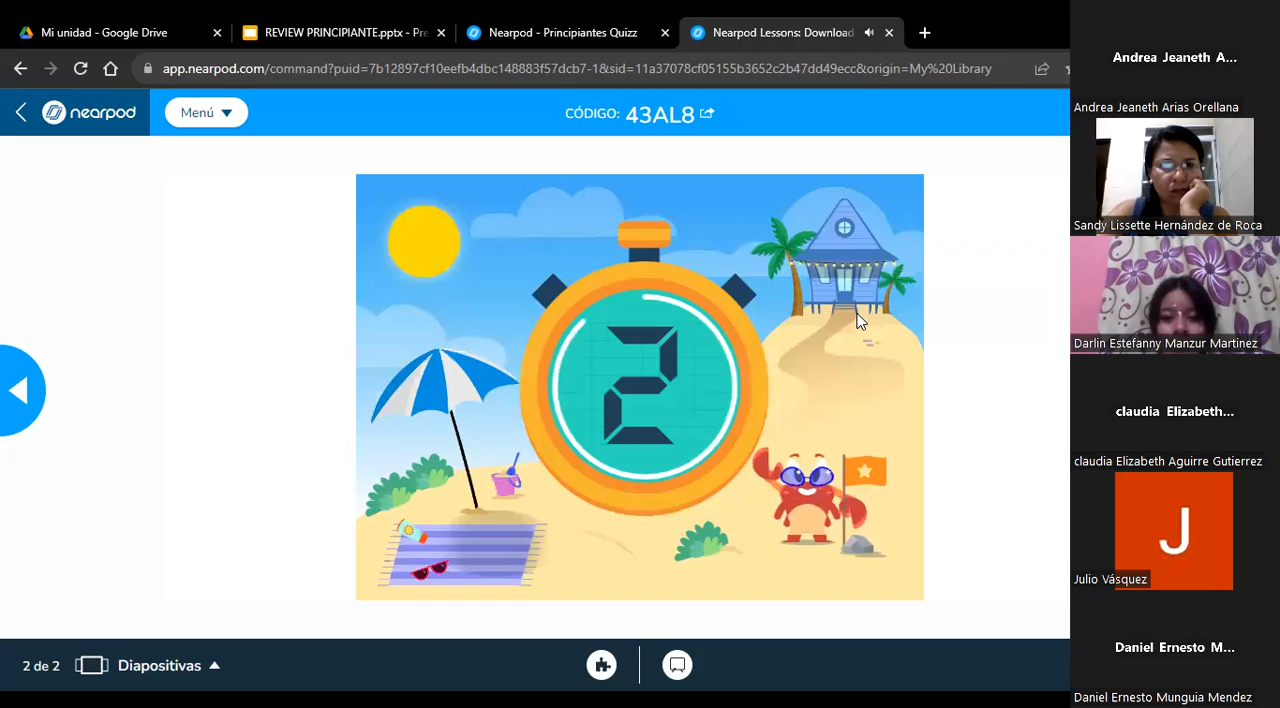 Mi unidad - Google Drive
REVIEW PRINCIPIANTE.pptx - Pre
Nearpod - Principiantes Quizz
Nearpod Lessons: Download
app.nearpod.com/command?puid=7b12897cf10eefb4dbc148883f57dcb7-1&sid=11a37078cf05155b3652c2b47dd49ecc&origin=My%20Library
nearpod
Menú
CÓDIGO: 43AL8
2
2 de 2
Diapositivas
Andrea Jeaneth A...
Andrea Jeaneth Arias Orellana
Sandy Lissette Hernández de Roca
Darlin Estefanny Manzur Martinez
claudia Elizabeth...
claudia Elizabeth Aguirre Gutierrez
J
Julio Vásquez
Daniel Ernesto M...
Daniel Ernesto Munguia Mendez